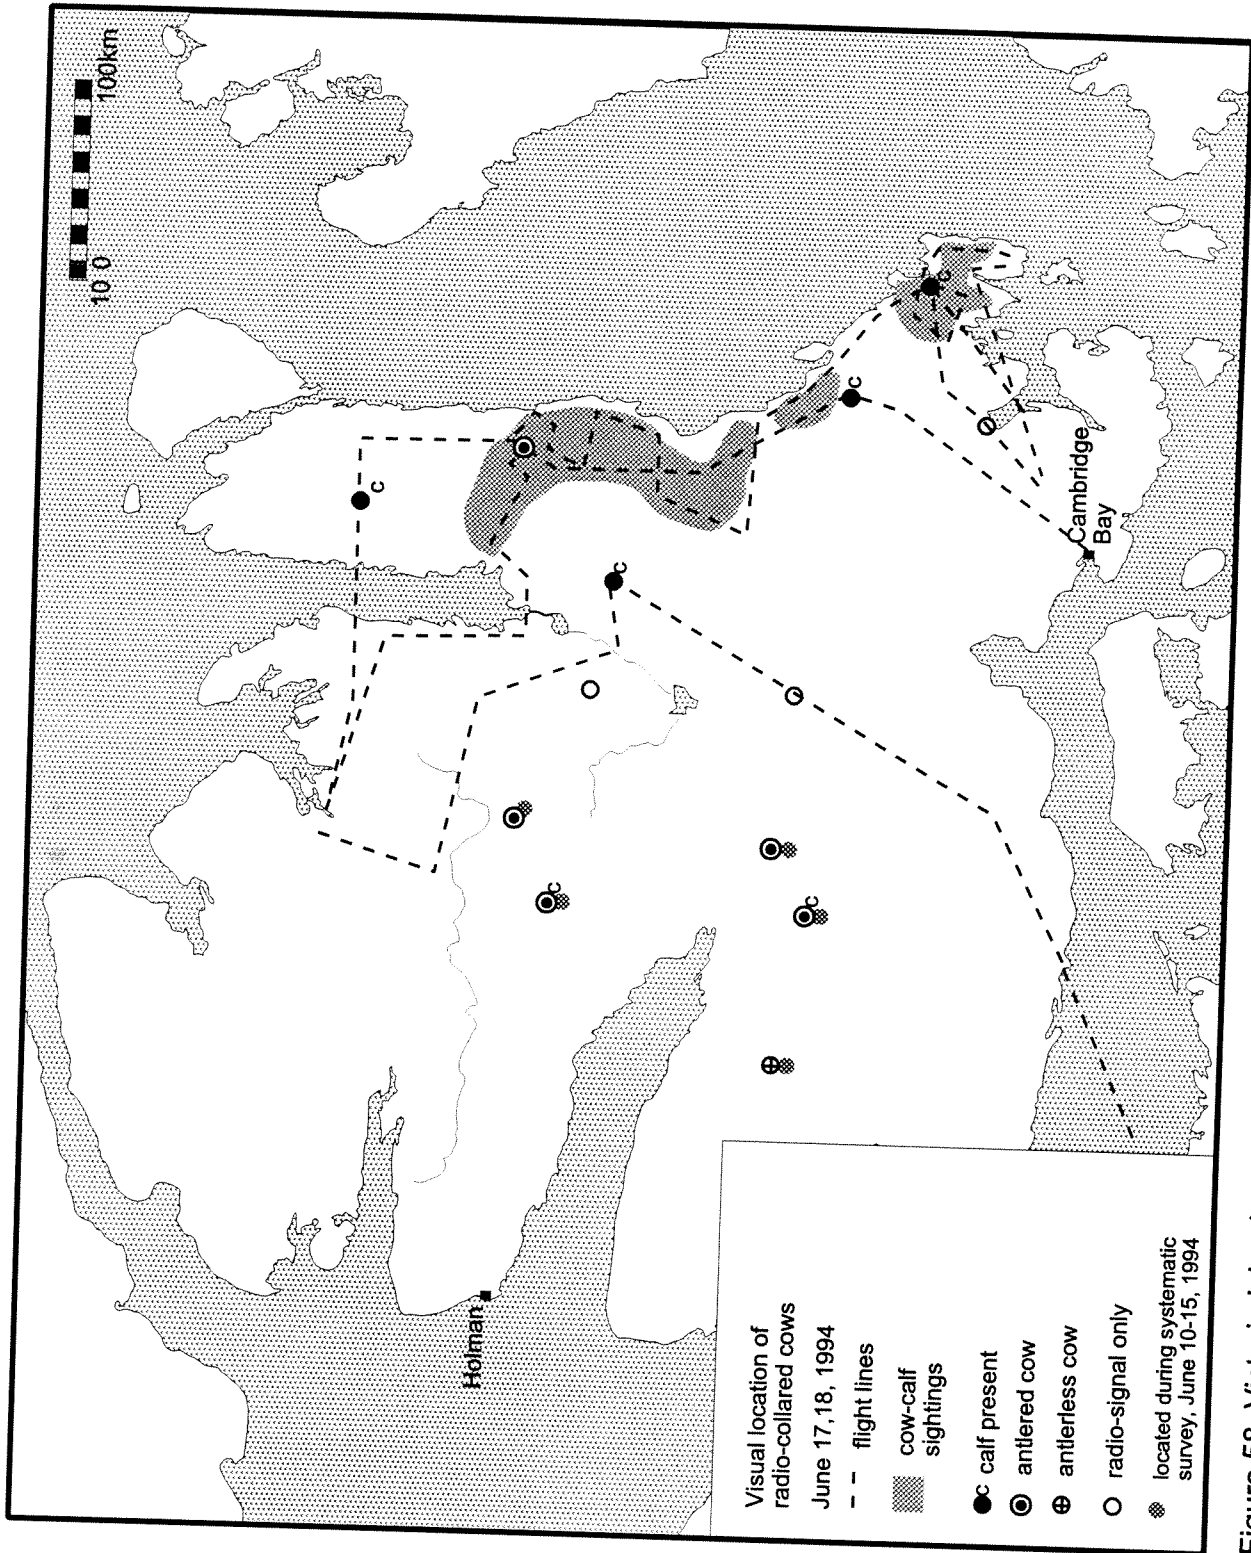 10 0
100km
Holman
Cambridge
Bay
c
c
c
c
c
c
Visual location of
radio-collared cows
June 17,18, 1994
flight lines
cow-calf
sightings
c calf present
antlered cow
antlerless cow
radio-signal only
located during systematic
survey, June 10-15, 1994